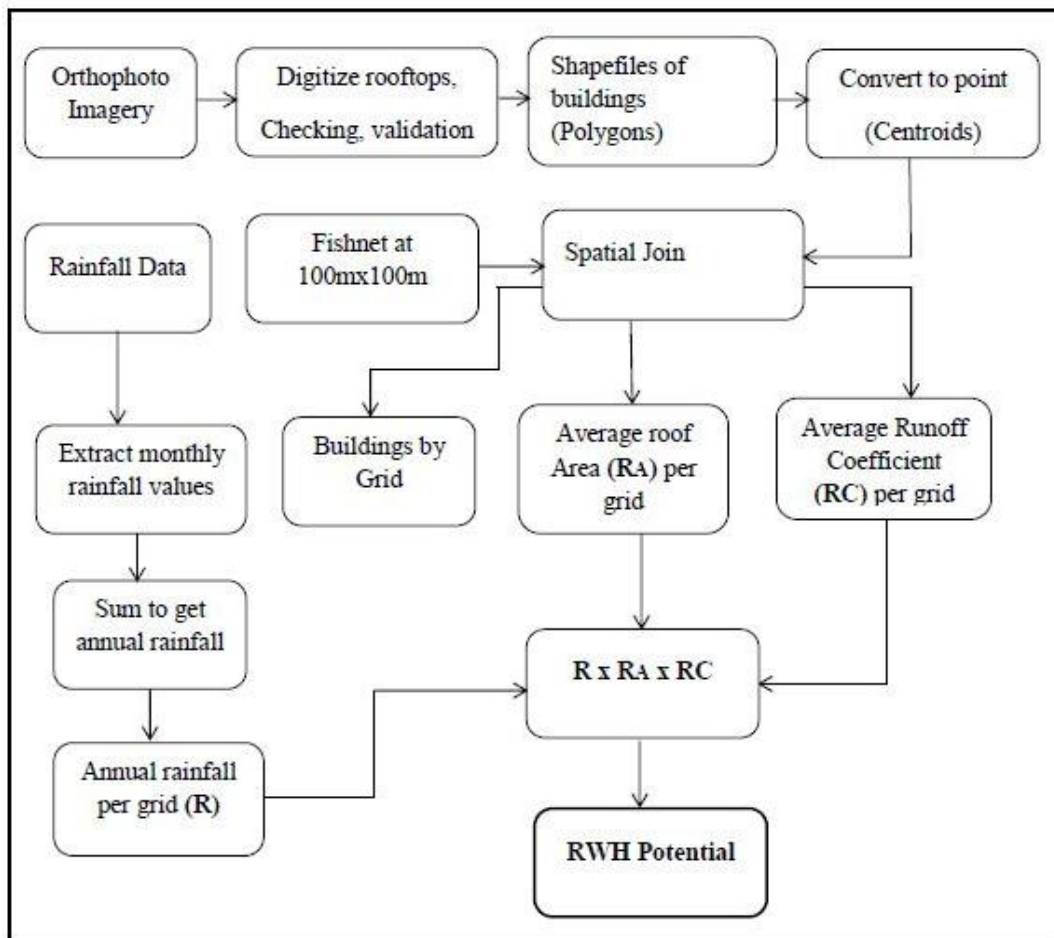 Orthophoto
Imagery
Digitize rooftops,
Checking, validation
Shapefiles of
buildings
(Polygons)
Convert to point
(Centroids)
Rainfall Data
Fishnet at
100mx100m
Spatial Join
Extract monthly
rainfall values
Buildings by
Grid
Average roof
Area (RA) per
grid
Average Runoff
Coefficient
(RC) per grid
Sum to get
annual rainfall
R x RA x RC
Annual rainfall
per grid (R)
RWH Potential